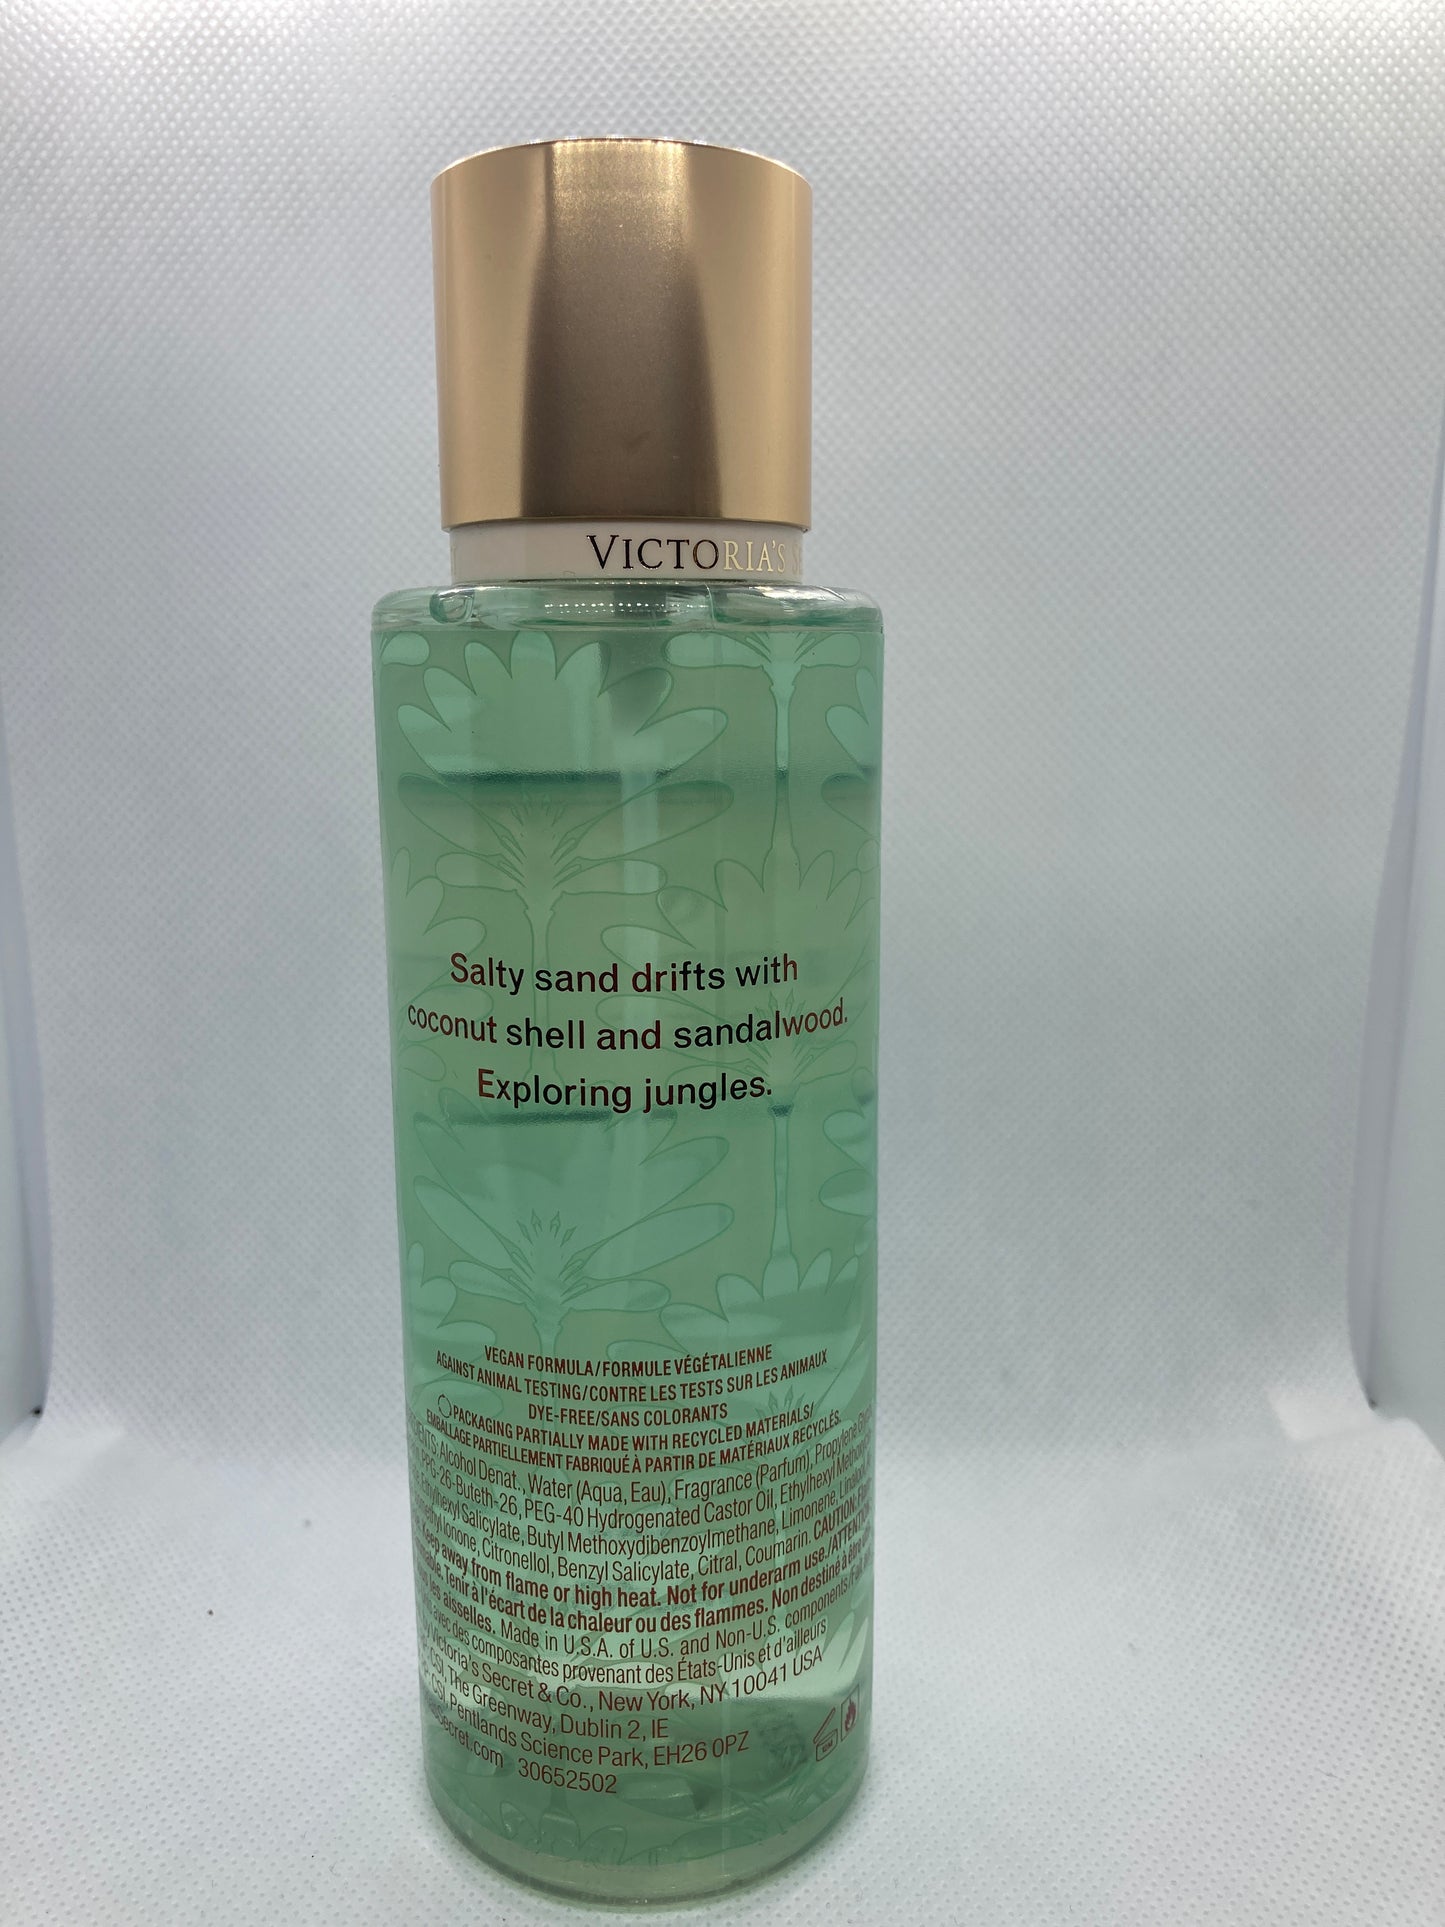 VICTORIA'S
Salty sand drifts with
coconut shell and sandalwood.
Exploring jungles.
VEGAN FORMULA/FORMULE VÉGÉTALIENNE
AGAINST ANIMAL TESTING/CONTRE LES TESTS SUR LES ANIMAUX
DYE-FREE/SANS COLORANTS
PACKAGING PARTIALLY MADE WITH RECYCLED MATERIALS/
EMBALLAGE PARTIELLEMENT FABRIQUÉ À PARTIR DE MATÉRIAUX RECYCLÉS.
Alcohol Denat., Water (Aqua, Eau), Fragrance (Parfum), Propylene
PPG-26-Buteth-26, PEG-40 Hydrogenated Castor Oil, Ethylhexyl
Ethylhexyl Salicylate, Butyl Methoxydibenzoylmethane, Limonene, Linalool,
Ionone, Citronellol, Benzyl Salicylate, Citral, Coumarin. CAUTION:
Keep away from flame or high heat. Not for underarm use./ATTENTION:
Tenir à l'écart de la chaleur ou des flammes. Non destiné à être
les aisselles. Made in U.S.A. of U.S. and Non-U.S. components/
avec des composantes provenant des États-Unis et d'ailleurs
Victoria's Secret & Co., New York, NY 10041 USA
CSI, The Greenway, Dublin 2, IE
CSI, Pentlands Science Park, EH26 0PZ
Secret.com 30652502
12M